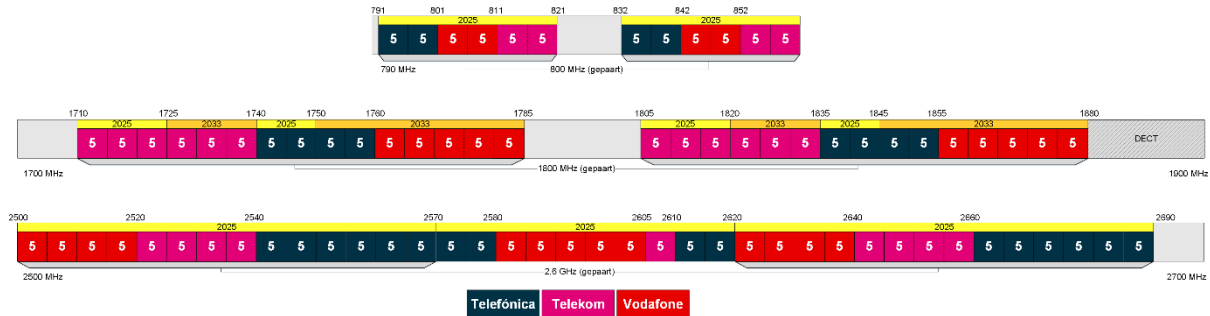 791 801 811 821 832 842 852
2025 2025
5 5 5 5 5 5 5 5 5 5 5 5
790 MHz 800 MHz (gepaart)
1710 1725 1740 1750 1760 1785 1805 1820 1835 1845 1855 1880
2025 2033 2025 2033 2025 2033 2025 2033
5 5 5 5 5 5 5 5 5 5 5 5 5 5 5 5 5 5 5 5 5 5 5 5 5 5 5 5 5 5 DECT
1700 MHz 1800 MHz (gepaart) 1900 MHz
2500 2520 2540 2570 2580 2605 2610 2620 2640 2660 2690
2025 2025 2025
5 5 5 5 5 5 5 5 5 5 5 5 5 5 5 5 5 5 5 5 5 5 5 5 5 5 5 5 5 5 5 5 5 5 5 5 5 5
2500 MHz 2,6 GHz (gepaart) 2700 MHz
Telefónica Telekom Vodafone